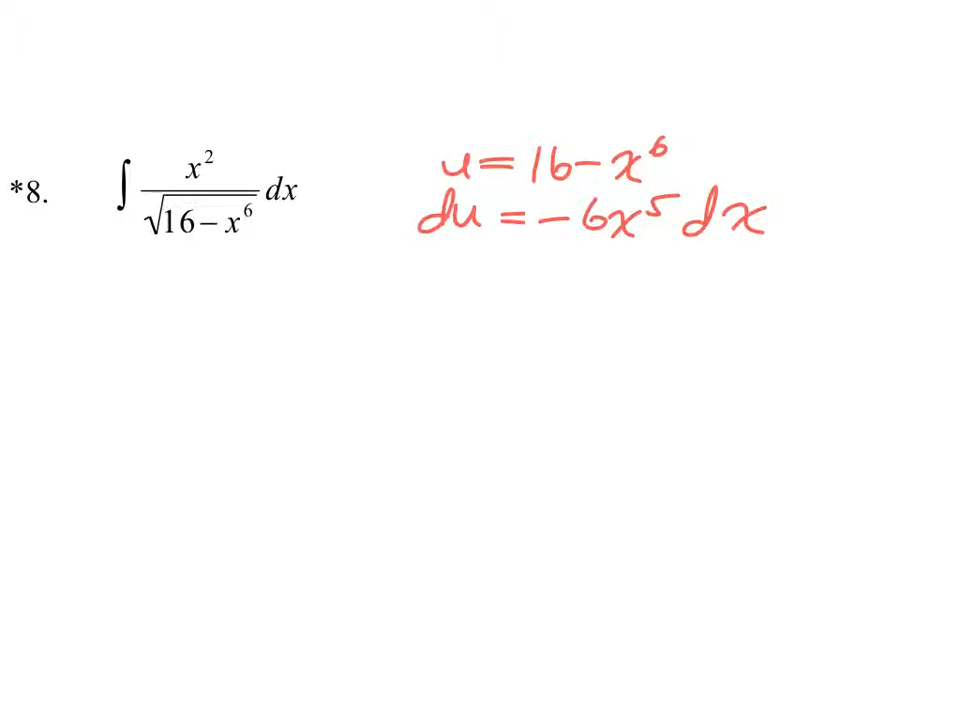 *8. ∫ x² / √(16 − x⁶) dx
u = 16 − x⁶
du = −6x⁵ dx